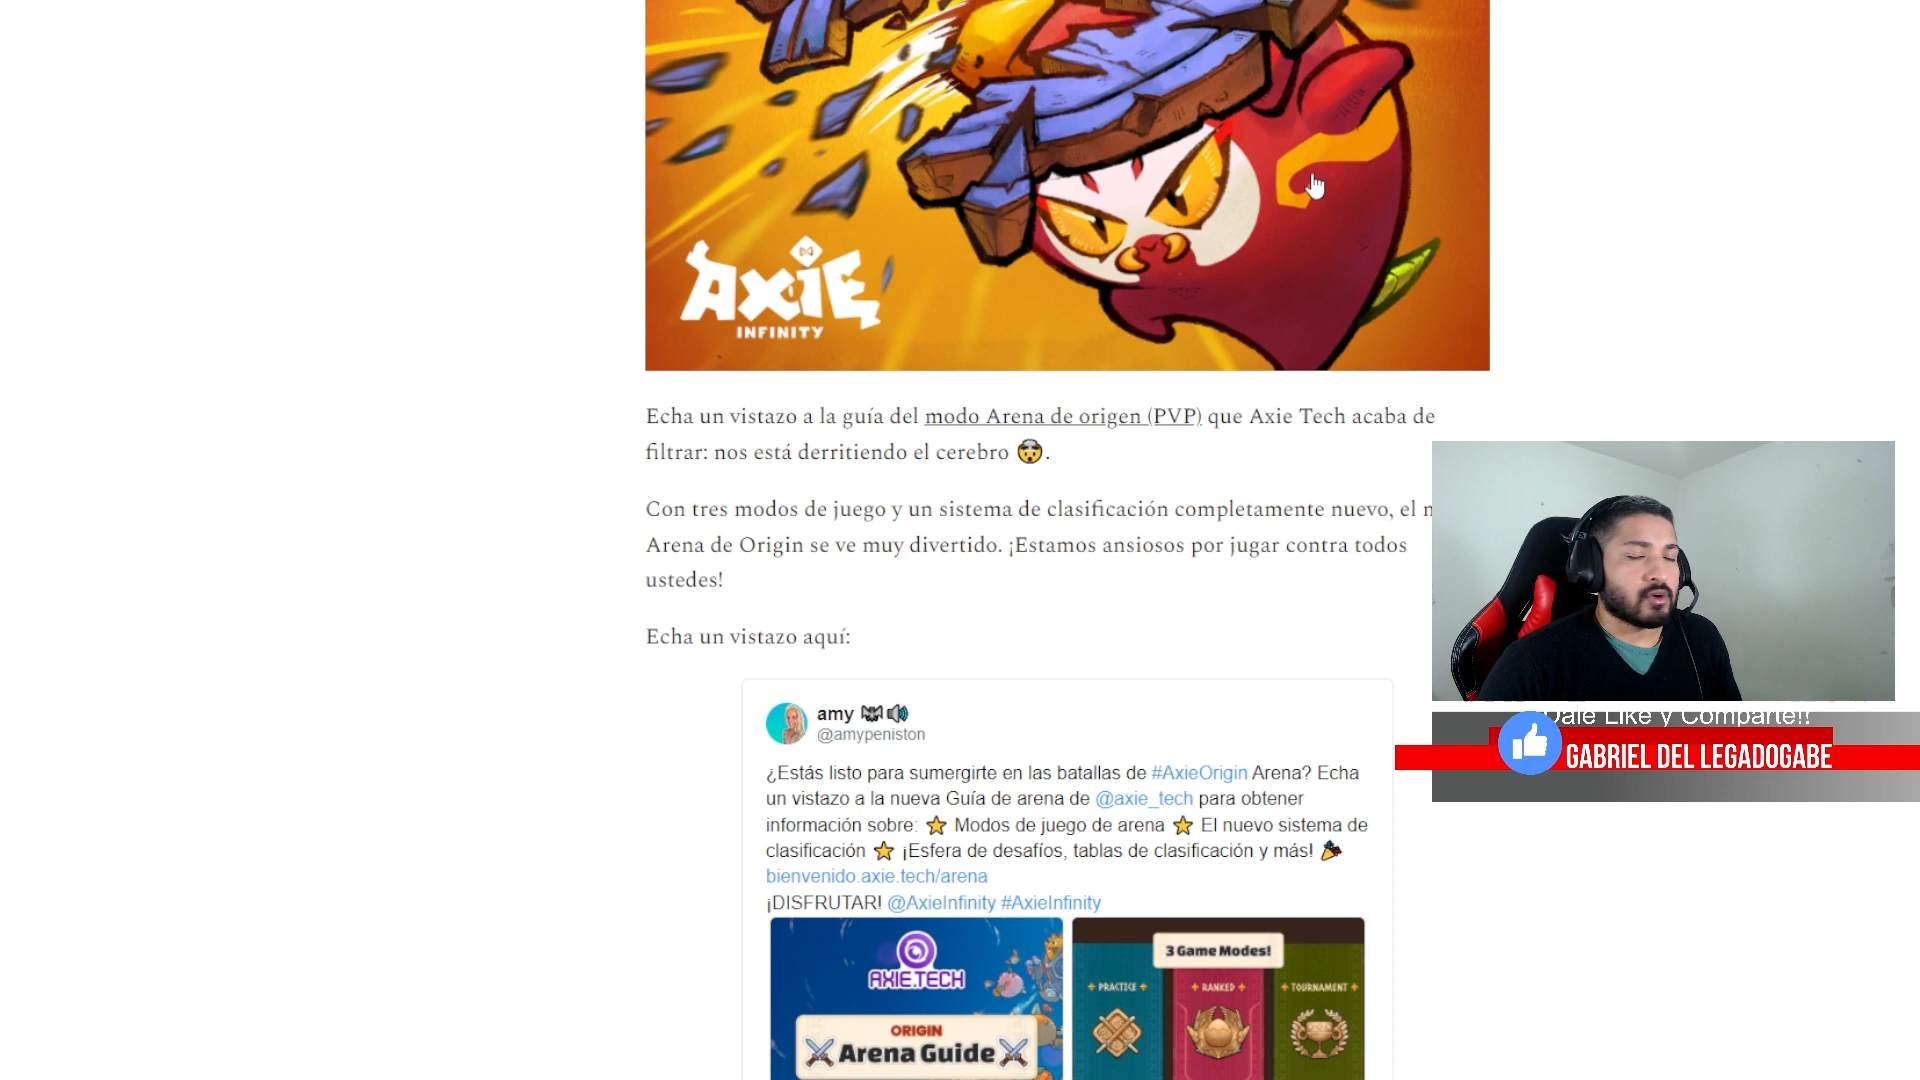 AXIE
INFINITY
Echa un vistazo a la guía del modo Arena de origen (PVP) que Axie Tech acaba de
filtrar: nos está derritiendo el cerebro 🤯.
Con tres modos de juego y un sistema de clasificación completamente nuevo, el
Arena de Origin se ve muy divertido. ¡Estamos ansiosos por jugar contra todos
ustedes!
Echa un vistazo aquí:
amy
@amypeniston
¿Estás listo para sumergirte en las batallas de #AxieOrigin Arena? Echa
un vistazo a la nueva Guía de arena de @axie_tech para obtener
información sobre: ⭐ Modos de juego de arena ⭐ El nuevo sistema de
clasificación ⭐ ¡Esfera de desafíos, tablas de clasificación y más! 🎉
bienvenido.axie.tech/arena
¡DISFRUTAR! @AxieInfinity #AxieInfinity
AXIE.TECH
ORIGIN
Arena Guide
3 Game Modes!
PRACTICE
RANKED
TOURNAMENT
Dale Like y Comparte!!
GABRIEL DEL LEGADOGABE